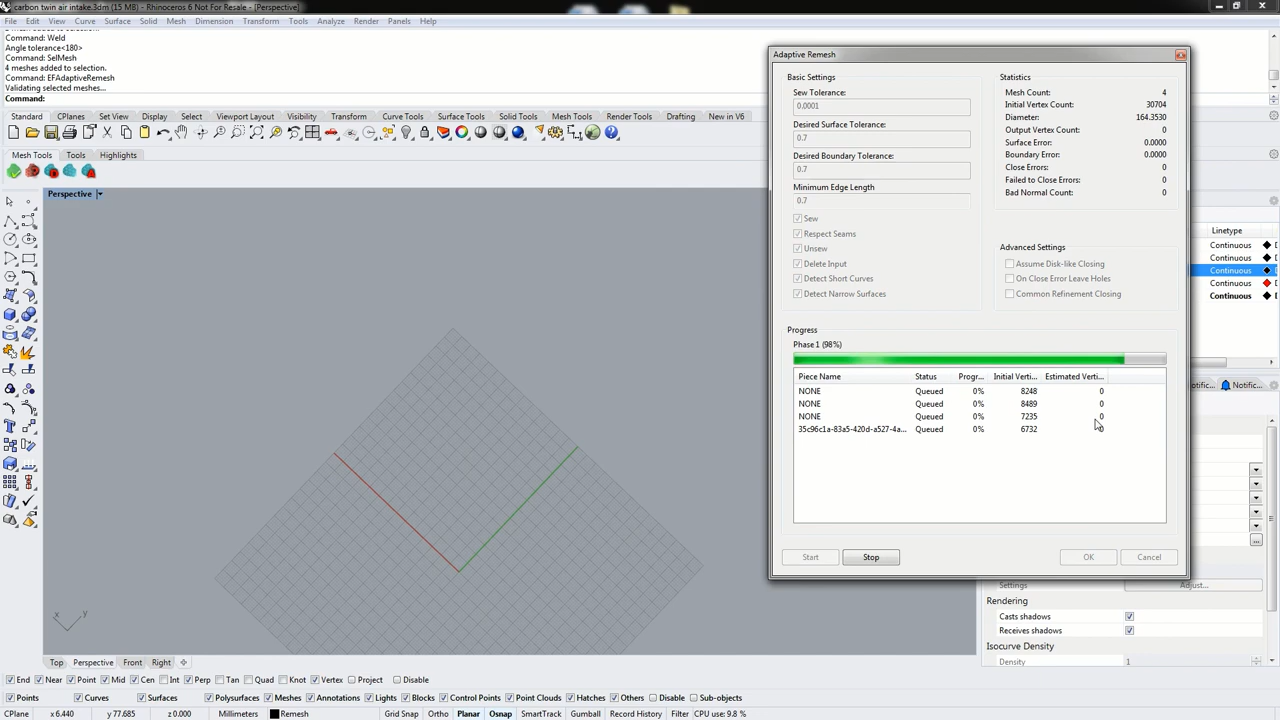 carbon twin air intake.3dm (15 MB) - Rhinoceros 6 Not For Resale - [Perspective]
File Edit View Curve Surface Solid Mesh Dimension Transform Tools Analyze Render Panels Help
Command: Weld
Angle tolerance<180>
Command: SelMesh
4 meshes added to selection.
Command: EFAdaptiveRemesh
Validating selected meshes...
Command:
Standard CPlanes Set View Display Select Viewport Layout Visibility Transform Curve Tools Surface Tools Solid Tools Mesh Tools Render Tools Drafting New in V6
Mesh Tools Tools Highlights
Perspective
x y
Adaptive Remesh
Basic Settings
Sew Tolerance:
0.0001
Desired Surface Tolerance:
0.7
Desired Boundary Tolerance:
0.7
Minimum Edge Length
0.7
Sew
Respect Seams
Unsew
Delete Input
Detect Short Curves
Detect Narrow Surfaces
Statistics
Mesh Count: 4
Initial Vertex Count: 30704
Diameter: 164.3530
Output Vertex Count: 0
Surface Error: 0.0000
Boundary Error: 0.0000
Close Errors: 0
Failed to Close Errors: 0
Bad Normal Count: 0
Advanced Settings
Assume Disk-like Closing
On Close Error Leave Holes
Common Refinement Closing
Progress
Phase 1 (98%)
Piece Name Status Progr... Initial Verti... Estimated Verti...
NONE Queued 0% 8248 0
NONE Queued 0% 8489 0
NONE Queued 0% 7235 0
35c96c1a-83a5-420d-a527-4a... Queued 0% 6732 0
Start Stop OK Cancel
Linetype
Continuous
Continuous
Continuous
Continuous
Continuous
Notific...
Settings Adjust...
Rendering
Casts shadows
Receives shadows
Isocurve Density
Density 1
Top Perspective Front Right
End Near Point Mid Cen Int Perp Tan Quad Knot Vertex Project Disable
Points Curves Surfaces Polysurfaces Meshes Annotations Lights Blocks Control Points Point Clouds Hatches Others Disable Sub-objects
CPlane x 6.440 y 77.685 z 0.000 Millimeters Remesh Grid Snap Ortho Planar Osnap SmartTrack Gumball Record History Filter CPU use: 9.8 %